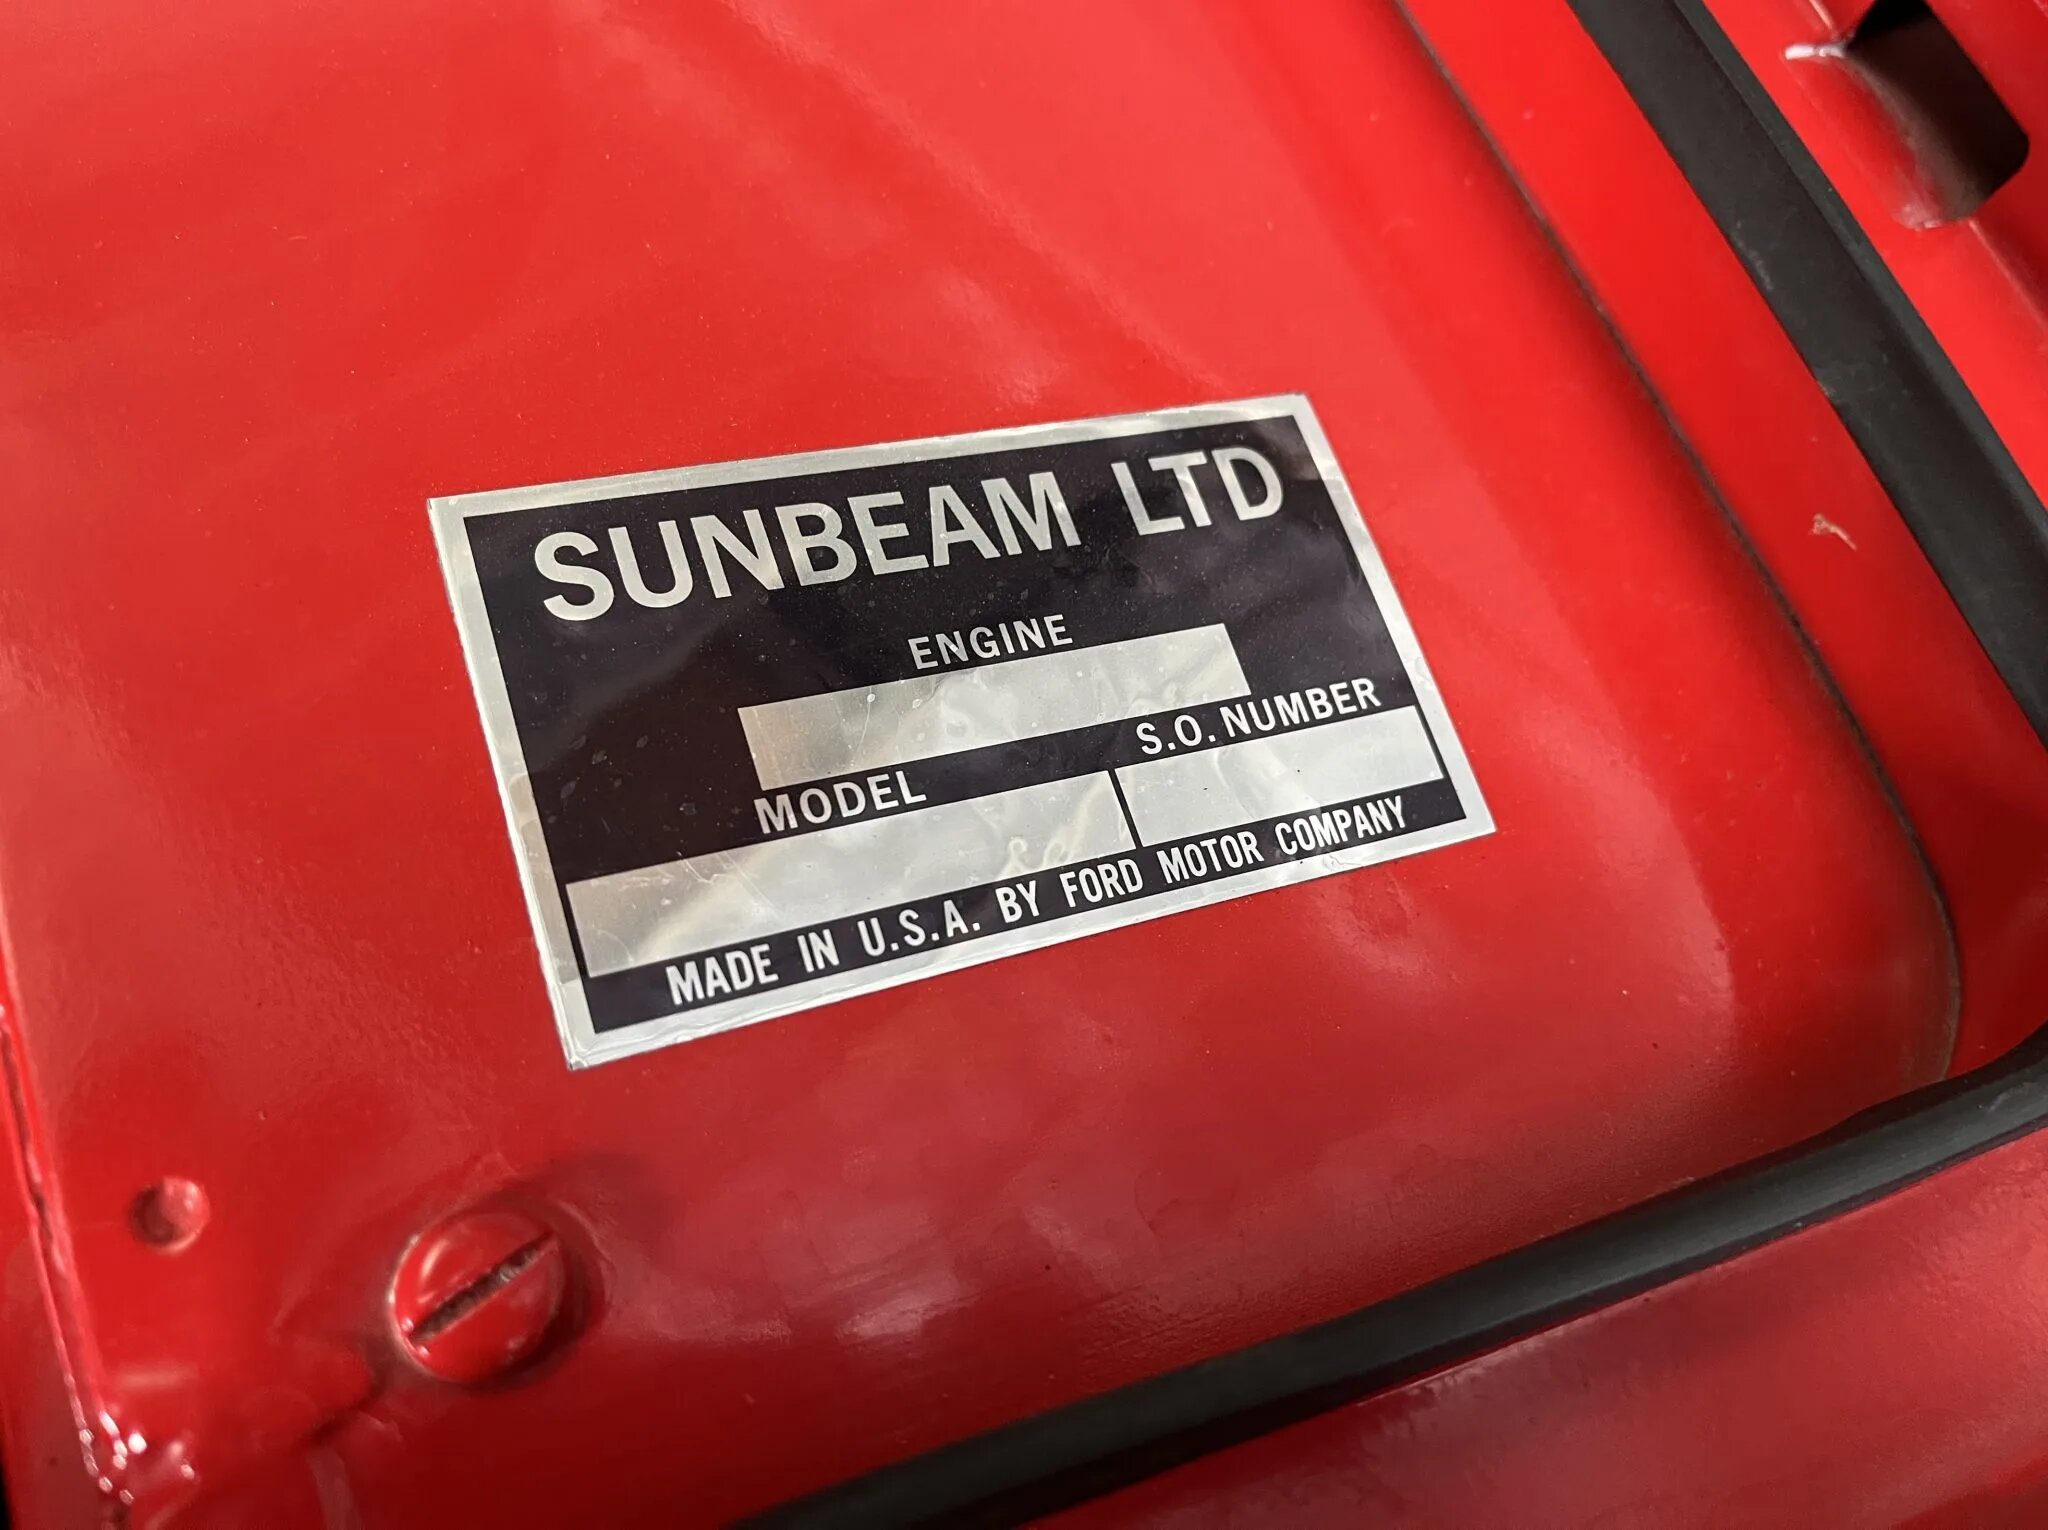 SUNBEAM LTD
ENGINE
MODEL S.O. NUMBER
MADE IN U.S.A. BY FORD MOTOR COMPANY